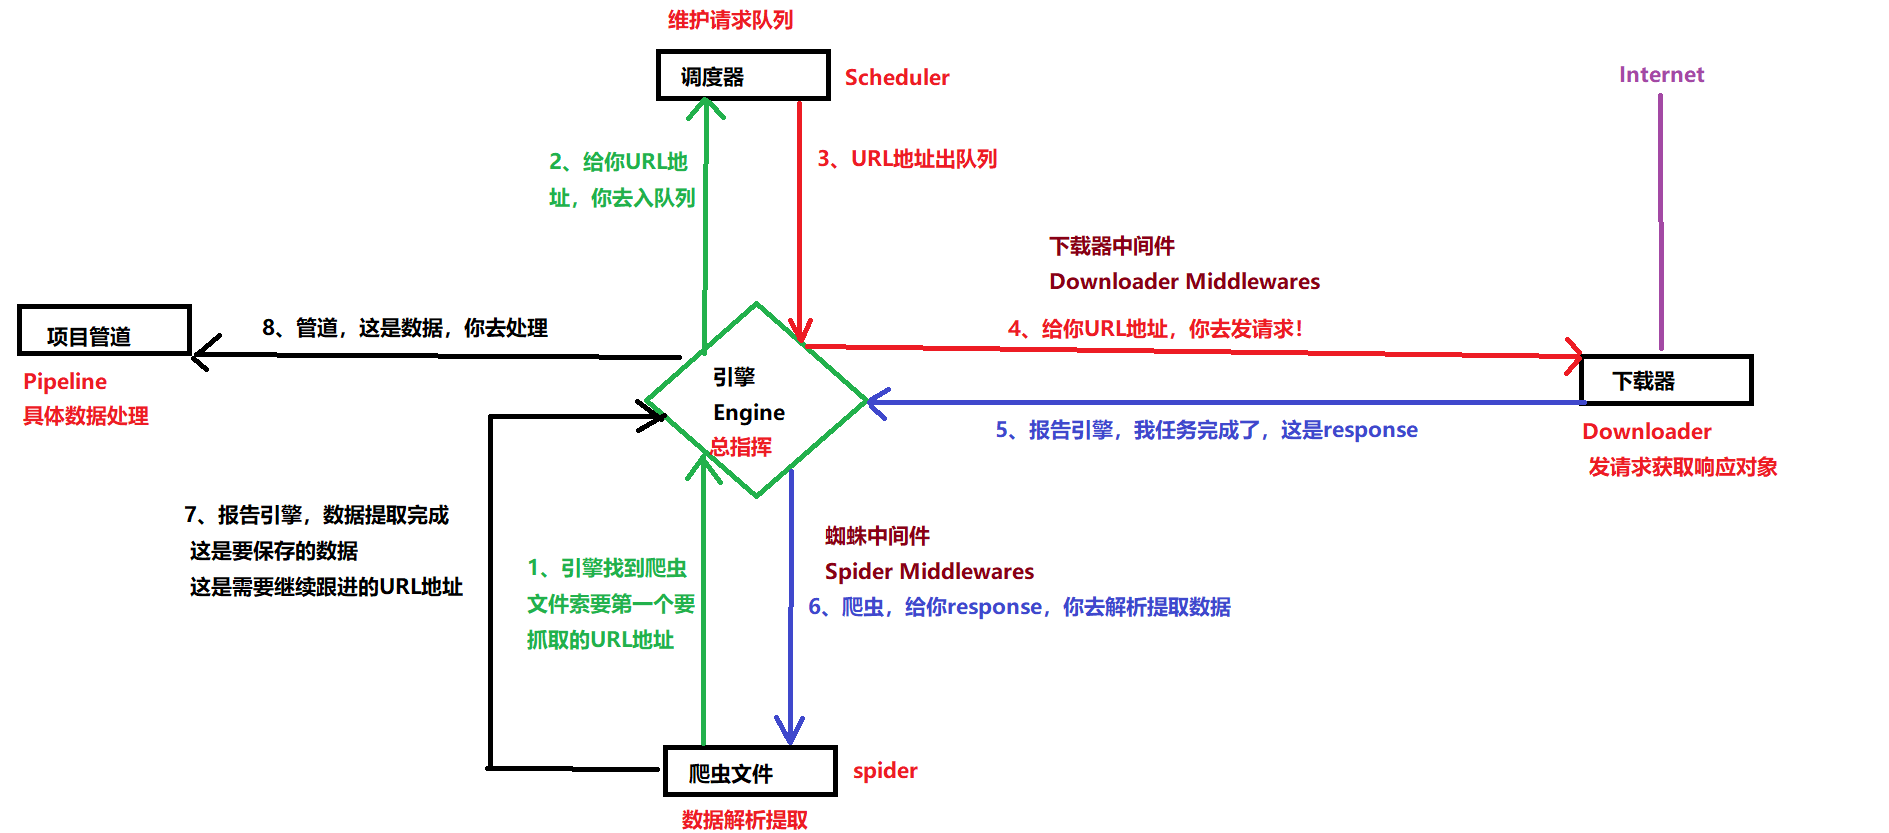 维护请求队列
调度器
Scheduler
Internet
2、给你URL地
址，你去入队列
3、URL地址出队列
下载器中间件
Downloader Middlewares
项目管道
8、管道，这是数据，你去处理
4、给你URL地址，你去发请求！
Pipeline
具体数据处理
引擎
Engine
总指挥
下载器
5、报告引擎，我任务完成了，这是response
Downloader
发请求获取响应对象
7、报告引擎，数据提取完成
这是要保存的数据
这是需要继续跟进的URL地址
1、引擎找到爬虫
文件索要第一个要
抓取的URL地址
蜘蛛中间件
Spider Middlewares
6、爬虫，给你response，你去解析提取数据
爬虫文件
spider
数据解析提取